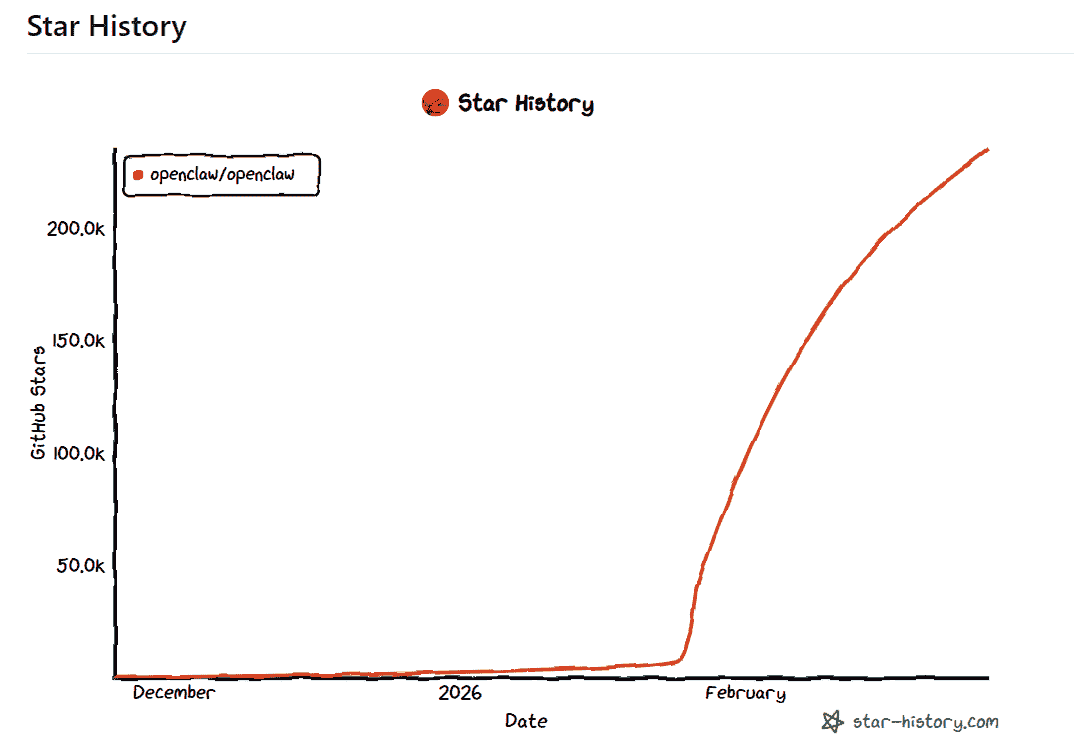 Star History
Star History
openclaw/openclaw
200.0k
150.0k
100.0k
50.0k
GitHub Stars
December
2026
February
Date
star-history.com